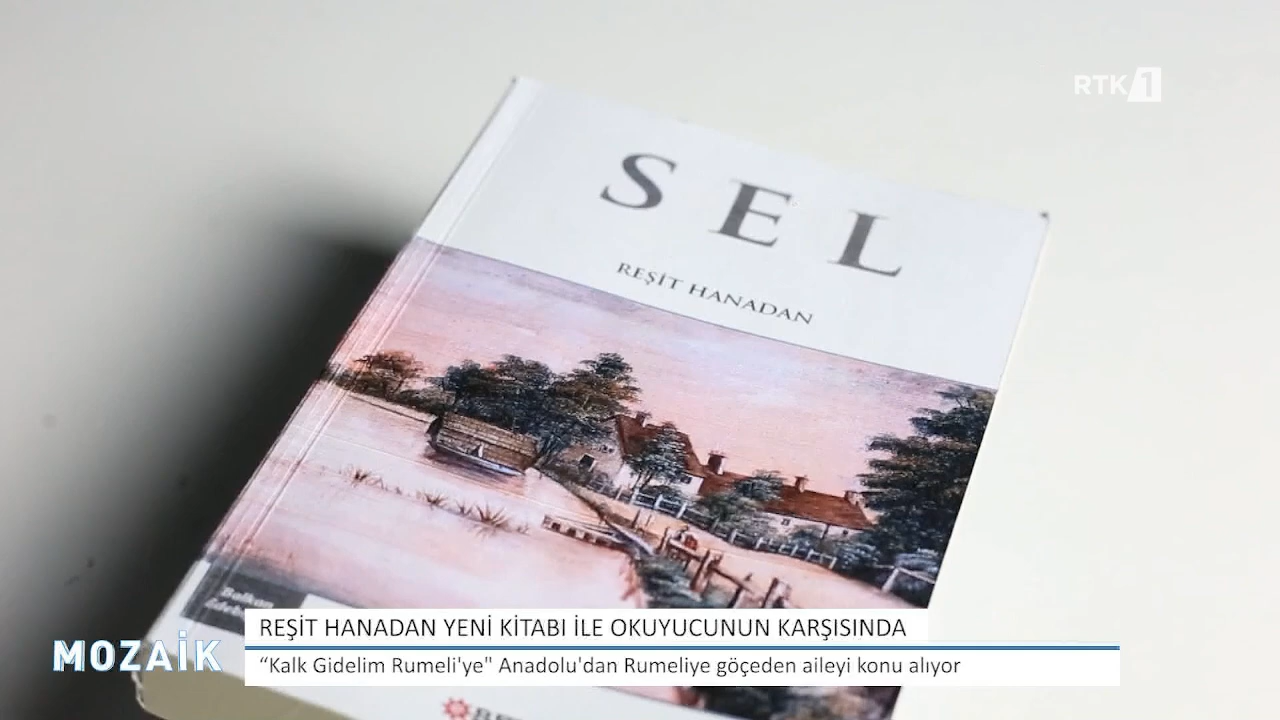 RTK 1
SEL
REŞİT HANADAN
Balkan
REŞİT HANADAN YENİ KİTABI İLE OKUYUCUNUN KARŞISINDA
MOZAİK
“Kalk Gidelim Rumeli'ye" Anadolu'dan Rumeliye göçeden aileyi konu alıyor